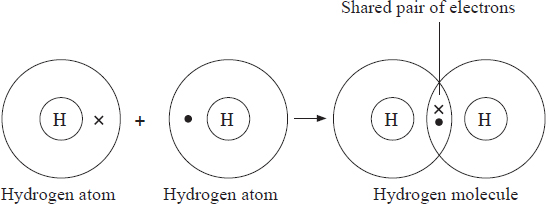 Shared pair of electrons
H × + • H H × • H
Hydrogen atom Hydrogen atom Hydrogen molecule